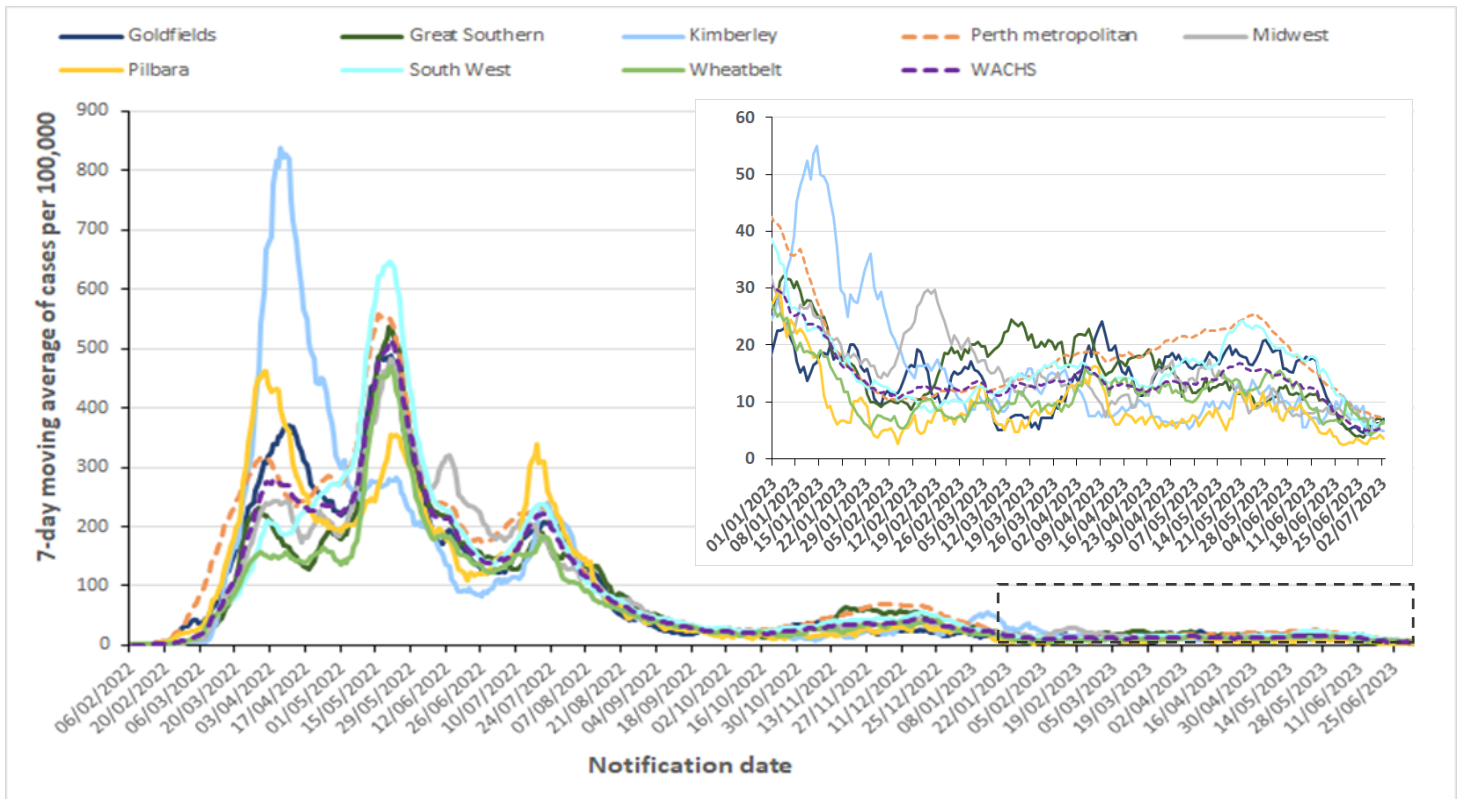 Goldfields Great Southern Kimberley Perth metropolitan Midwest
Pilbara South West Wheatbelt WACHS
7-day moving average of cases per 100,000
900
800
700
600
500
400
300
200
100
0
60
50
40
30
20
10
0
01/01/2023 08/01/2023 15/01/2023 22/01/2023 29/01/2023 05/02/2023 12/02/2023 19/02/2023 26/02/2023 05/03/2023 12/03/2023 19/03/2023 26/03/2023 02/04/2023 09/04/2023 16/04/2023 23/04/2023 30/04/2023 07/05/2023 14/05/2023 21/05/2023 28/05/2023 04/06/2023 11/06/2023 18/06/2023 25/06/2023 02/07/2023
06/02/2022 20/02/2022 06/03/2022 20/03/2022 03/04/2022 17/04/2022 01/05/2022 15/05/2022 29/05/2022 12/06/2022 26/06/2022 10/07/2022 24/07/2022 07/08/2022 21/08/2022 04/09/2022 18/09/2022 02/10/2022 16/10/2022 30/10/2022 13/11/2022 27/11/2022 11/12/2022 25/12/2022 08/01/2023 22/01/2023 05/02/2023 19/02/2023 05/03/2023 19/03/2023 02/04/2023 16/04/2023 30/04/2023 14/05/2023 28/05/2023 11/06/2023 25/06/2023
Notification date